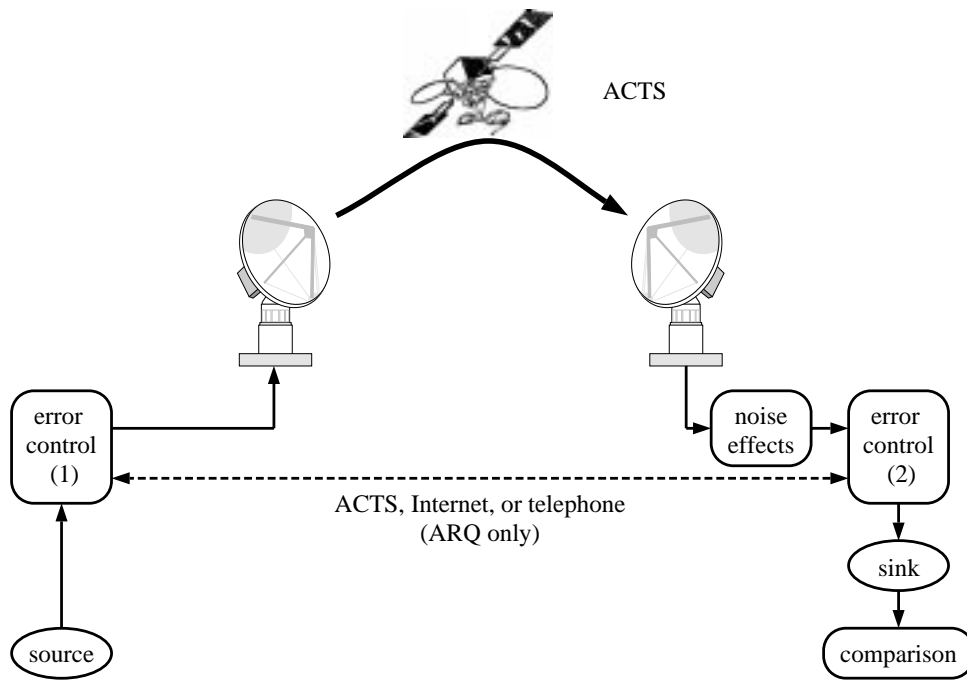 ACTS
error
control
(1)
noise
effects
error
control
(2)
ACTS, Internet, or telephone
(ARQ only)
sink
source
comparison